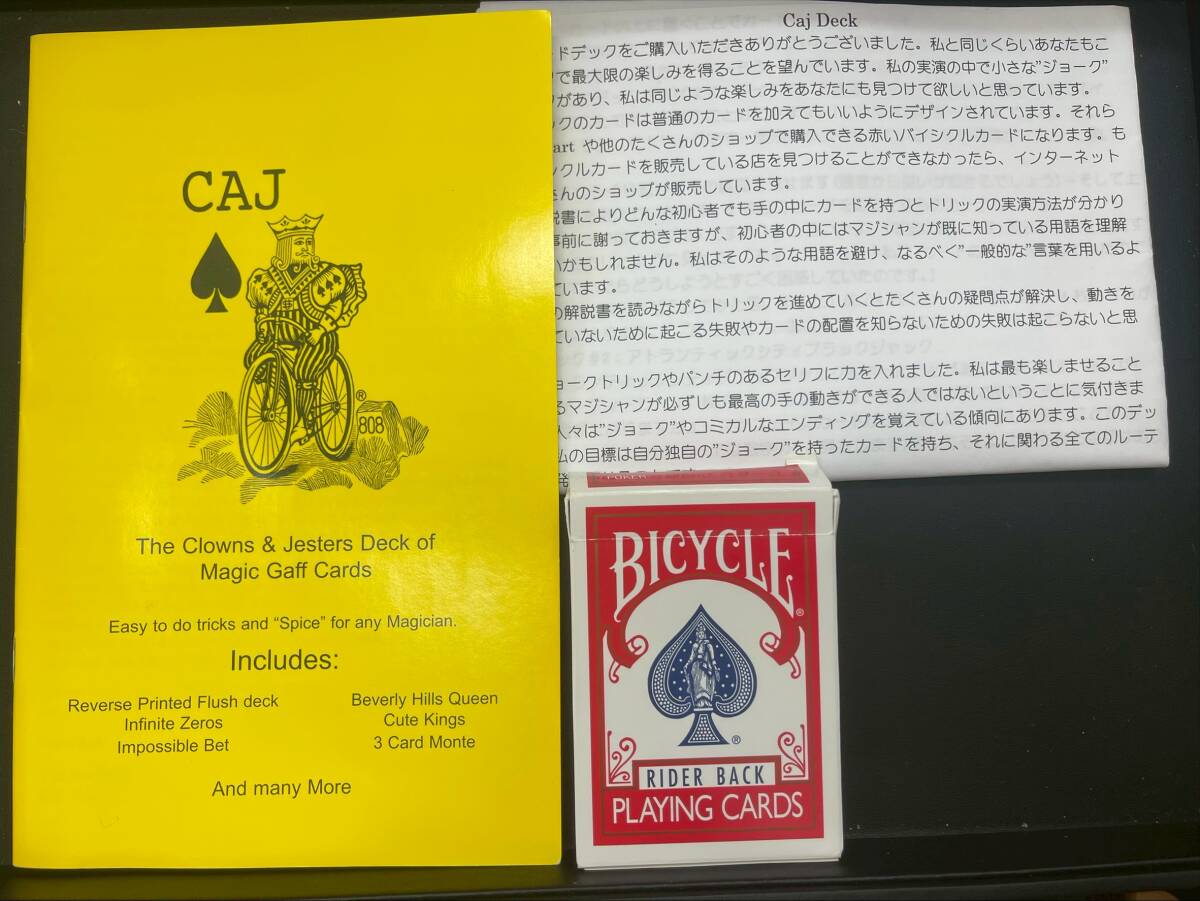 CAJ
®
808
The Clowns & Jesters Deck of
Magic Gaff Cards
Easy to do tricks and "Spice" for any Magician.
Includes:
Reverse Printed Flush deck
Infinite Zeros
Impossible Bet
Beverly Hills Queen
Cute Kings
3 Card Monte
And many More
Caj Deck
ドデックをご購入いただきありがとうございました。私と同じくらいあなたもこ
で最大限の楽しみを得ることを望んでいます。私の実演の中で小さな"ジョーク"
があり、私は同じような楽しみをあなたにも見つけて欲しいと思っています。
ックのカードは普通のカードを加えてもいいようにデザインされています。それら
art や他のたくさんのショップで購入できる赤いバイシクルカードになります。も
シクルカードを販売している店を見つけることができなかったら、インターネット
さんのショップが販売しています。
説書によりどんな初心者でも手の中にカードを持つとトリックの実演方法が分かり
事前に謝っておきますが、初心者の中にはマジシャンが既に知っている用語を理解
いかもしれません。私はそのような用語を避け、なるべく"一般的な"言葉を用いるよ
ています。
の解説書を読みながらトリックを進めていくとたくさんの疑問点が解決し、動きを
ていないために起こる失敗やカードの配置を知らないための失敗は起こらないと思
ョークトリックやパンチのあるセリフに力を入れました。私は最も楽しませること
るマジシャンが必ずしも最高の手の動きができる人ではないということに気付きま
人々は"ジョーク"やコミカルなエンディングを覚えている傾向にあります。このデッ
私の目標は自分独自の"ジョーク"を持ったカードを持ち、それに関わる全てのルーテ
POKER
BICYCLE
®
®
RIDER BACK
PLAYING CARDS